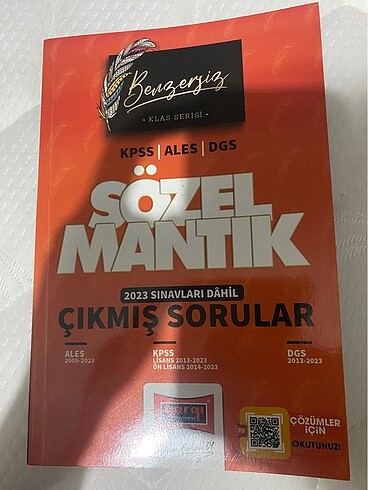 Benzersiz
• KLAS SERİSİ •
KPSS | ALES | DGS
SÖZEL
MANTIK
2023 SINAVLARI DÂHİL
ÇIKMIŞ SORULAR
ALES
2009-2023
KPSS
LİSANS 2013-2023
ÖN LİSANS 2014-2023
DGS
2013-2023
yargı
ÇÖZÜMLER
İÇİN
OKUTUNUZ!